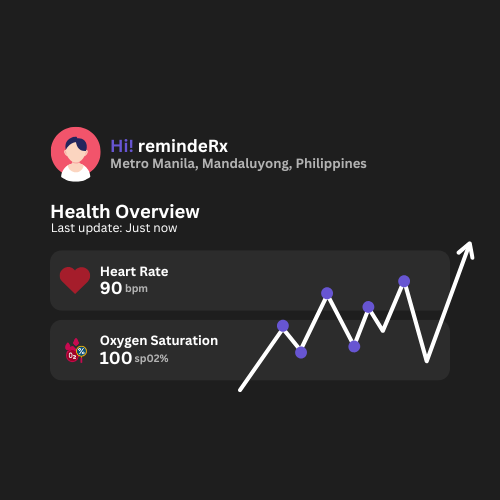 Hi! remindeRx
Metro Manila, Mandaluyong, Philippines
Health Overview
Last update: Just now
Heart Rate
90 bpm
Oxygen Saturation
100 sp02%
O₂ %